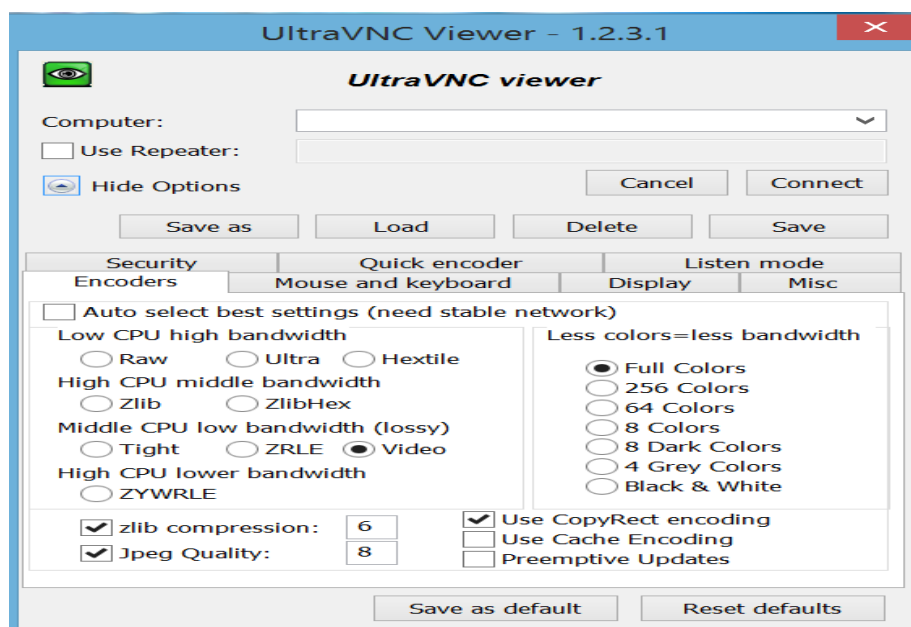 UltraVNC Viewer - 1.2.3.1
UltraVNC viewer
Computer:
Use Repeater:
Hide Options
Cancel
Connect
Save as
Load
Delete
Save
Security
Quick encoder
Listen mode
Encoders
Mouse and keyboard
Display
Misc
Auto select best settings (need stable network)
Low CPU high bandwidth
Raw
Ultra
Hextile
High CPU middle bandwidth
Zlib
ZlibHex
Middle CPU low bandwidth (lossy)
Tight
ZRLE
Video
High CPU lower bandwidth
ZYWRLE
Less colors=less bandwidth
Full Colors
256 Colors
64 Colors
8 Colors
8 Dark Colors
4 Grey Colors
Black & White
zlib compression: 6
Jpeg Quality: 8
Use CopyRect encoding
Use Cache Encoding
Preemptive Updates
Save as default
Reset defaults